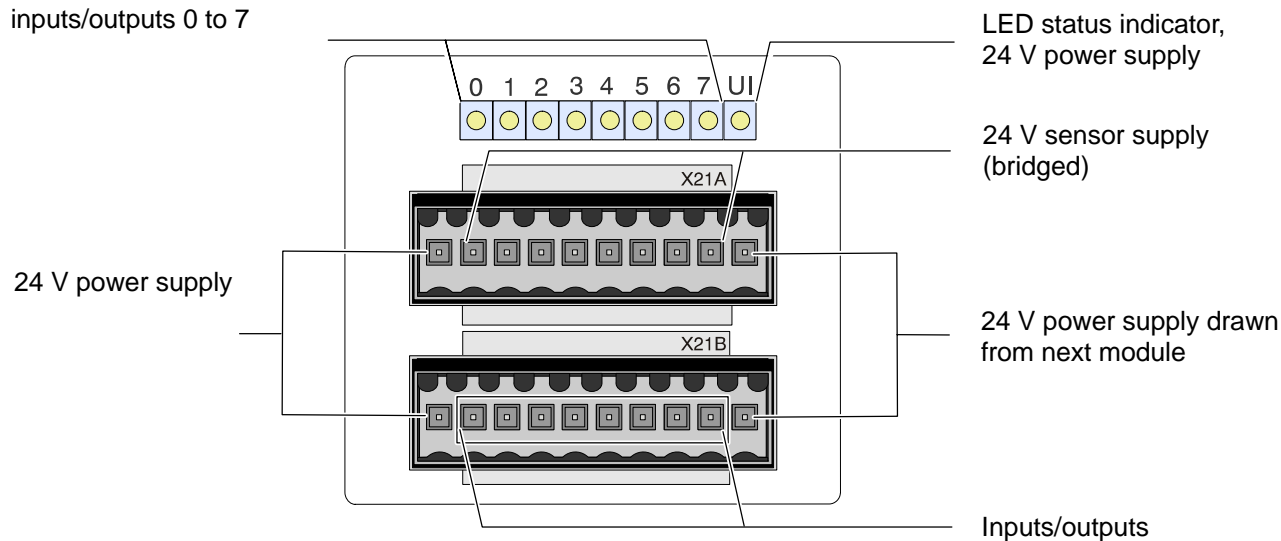 inputs/outputs 0 to 7
LED status indicator,
24 V power supply
0 1 2 3 4 5 6 7 UI
24 V sensor supply
(bridged)
X21A
24 V power supply
24 V power supply drawn
from next module
X21B
Inputs/outputs